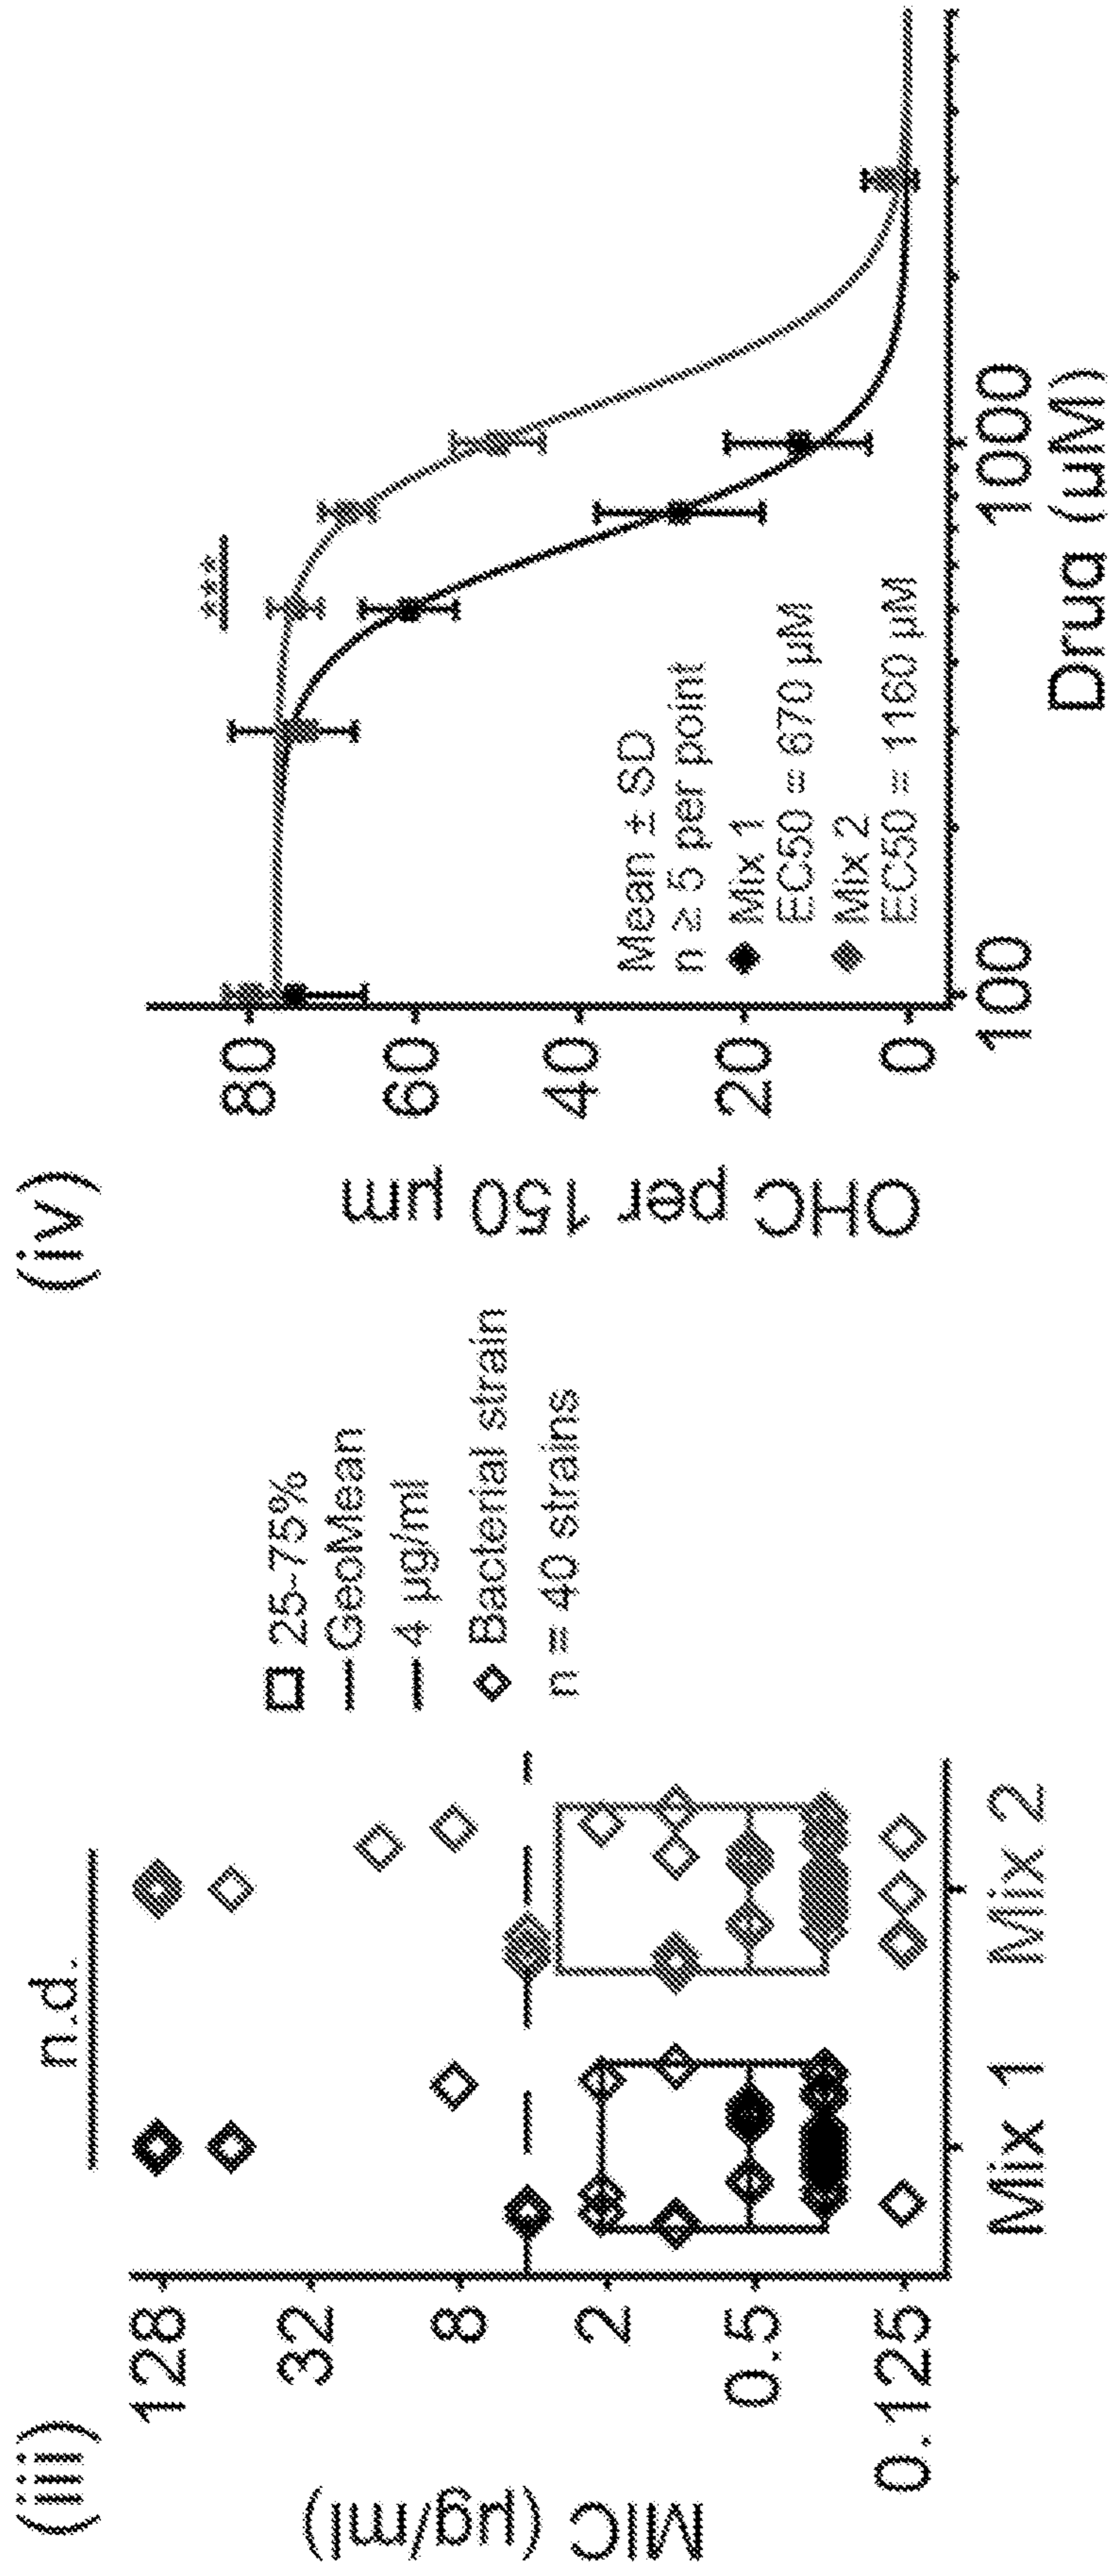 (iii)
MIC (µg/ml)
128
32
8
2
0.5
0.125
n.d.
Mix 1
Mix 2
25-75%
GeoMean
4 µg/ml
Bacterial strain
n = 40 strains
(iv)
OHC per 150 µm
80
60
40
20
0
***
Mean ± SD
n ≥ 5 per point
Mix 1
EC50 = 670 µM
Mix 2
EC50 = 1160 µM
100
1000
Drug (µM)